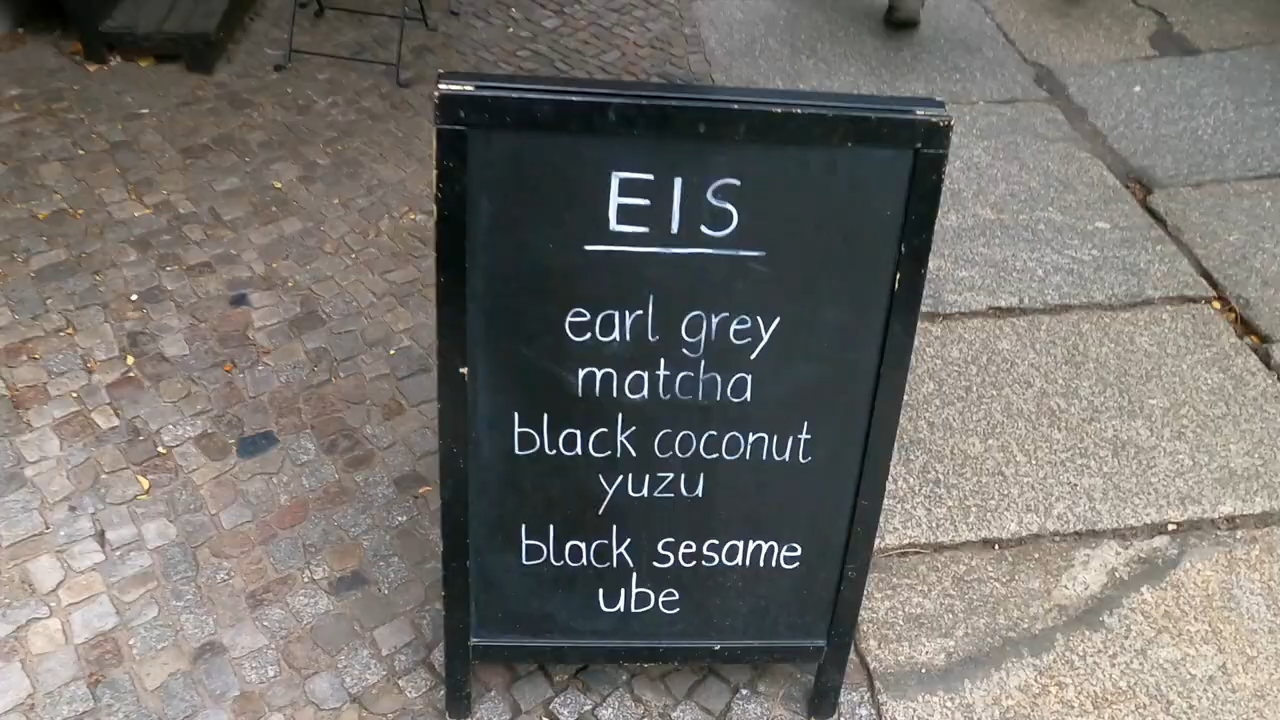 EIS
earl grey
matcha
black coconut
yuzu
black sesame
ube